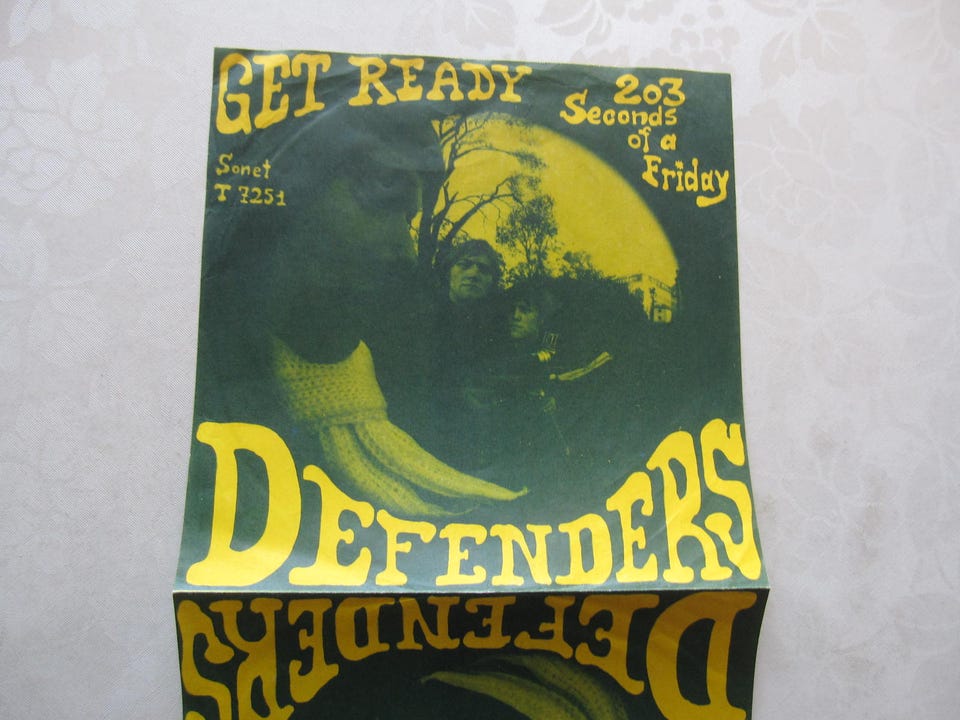 GET READY
203
Seconds
of a
Friday
Sonet
T 7251
DEFENDERS
DEFENDERS